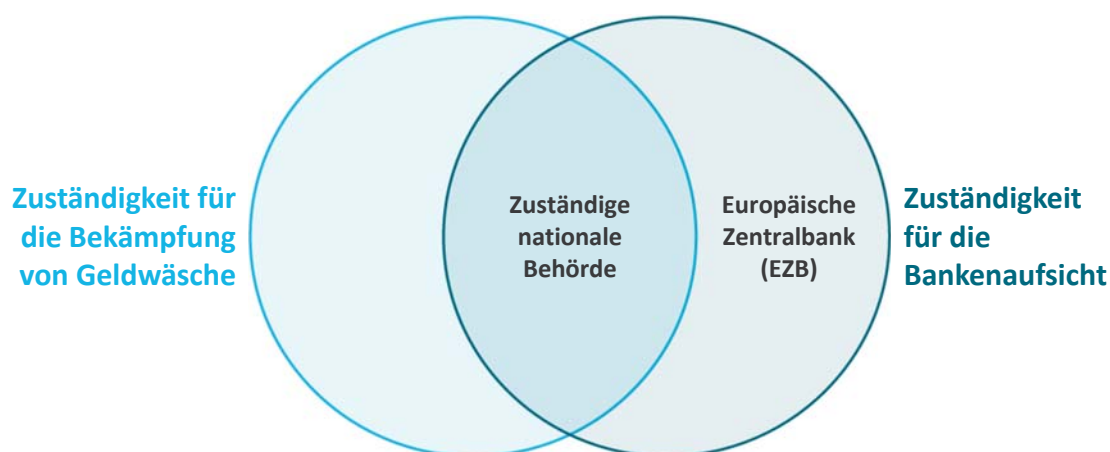 Zuständigkeit für
die Bekämpfung
von Geldwäsche
Zuständige
nationale
Behörde
Europäische
Zentralbank
(EZB)
Zuständigkeit
für die
Bankenaufsicht